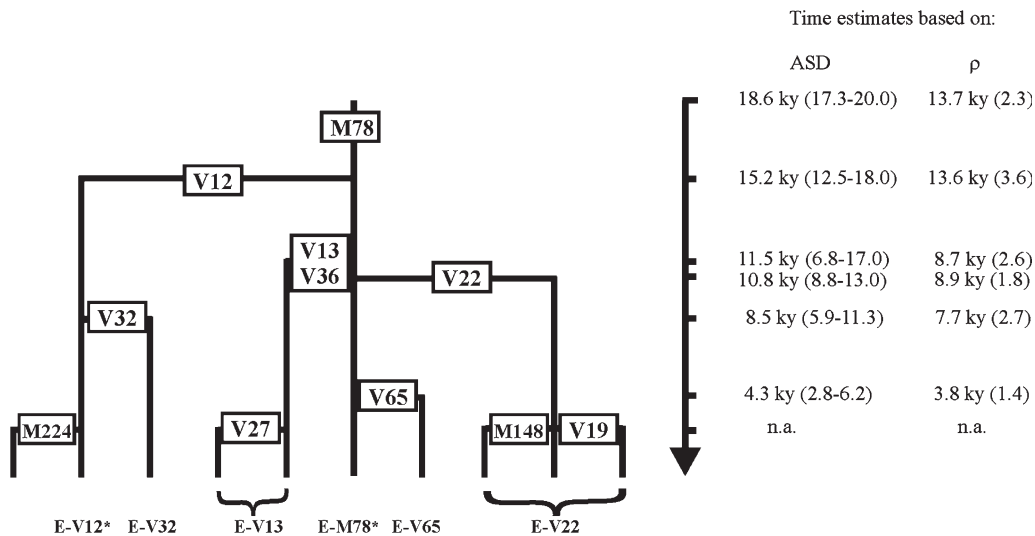 Time estimates based on:
ASD ρ
18.6 ky (17.3-20.0) 13.7 ky (2.3)
M78
V12
15.2 ky (12.5-18.0) 13.6 ky (3.6)
V13
V36
11.5 ky (6.8-17.0) 8.7 ky (2.6)
V22
10.8 ky (8.8-13.0) 8.9 ky (1.8)
V32
8.5 ky (5.9-11.3) 7.7 ky (2.7)
V65
4.3 ky (2.8-6.2) 3.8 ky (1.4)
M224 V27 M148 V19
n.a. n.a.
E-V12* E-V32 E-V13 E-M78* E-V65 E-V22